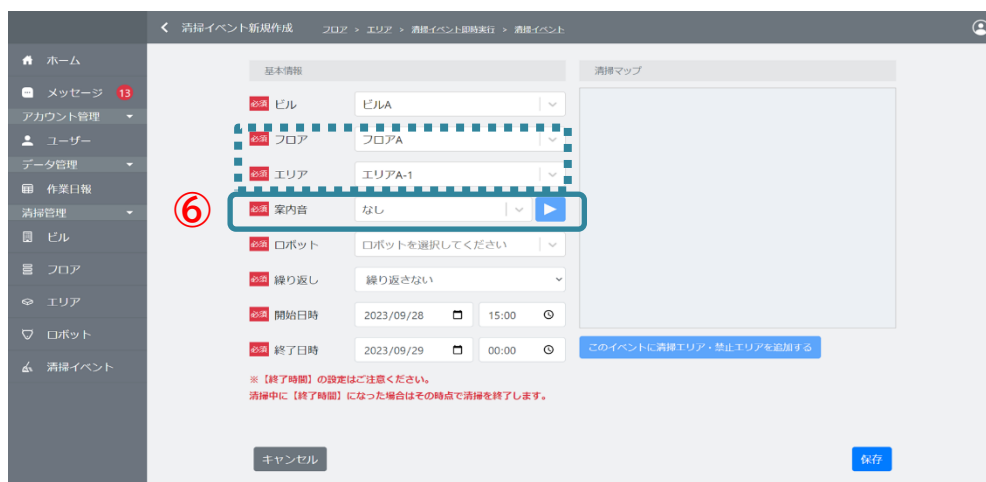 清掃イベント新規作成 フロア > エリア > 清掃イベント即時実行 > 清掃イベント
ホーム
メッセージ 13
アカウント管理
ユーザー
データ管理
作業日報
清掃管理
ビル
フロア
エリア
ロボット
清掃イベント
基本情報
必須 ビル ビルA
必須 フロア フロアA
必須 エリア エリアA-1
⑥ 必須 案内音 なし
必須 ロボット ロボットを選択してください
必須 繰り返し 繰り返さない
必須 開始日時 2023/09/28 15:00
必須 終了日時 2023/09/29 00:00
※【終了時間】の設定はご注意ください。
清掃中に【終了時間】になった場合はその時点で清掃を終了します。
キャンセル
清掃マップ
このイベントに清掃エリア・禁止エリアを追加する
保存